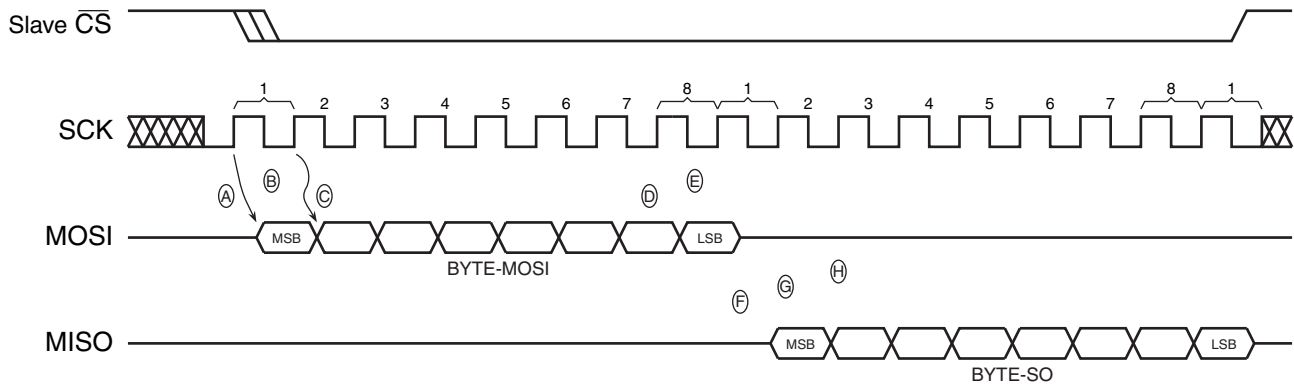 Slave CS
1 2 3 4 5 6 7 8 1 2 3 4 5 6 7 8 1
SCK
A B C D E
MOSI MSB LSB
BYTE-MOSI
F G H
MISO MSB LSB
BYTE-SO